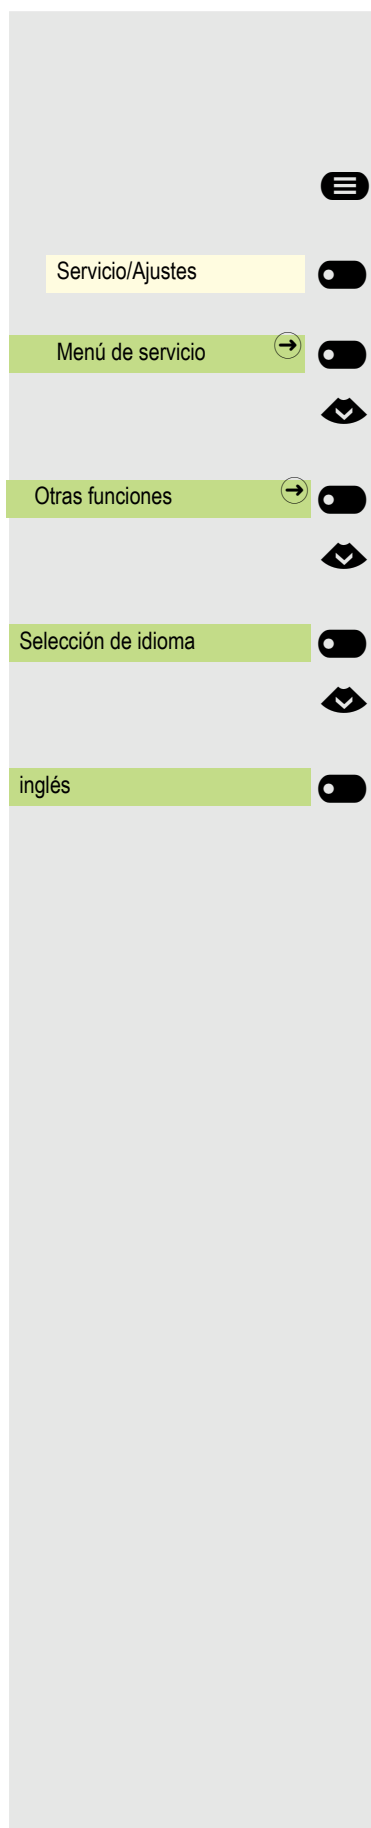 Servicio/Ajustes
Menú de servicio
Otras funciones
Selección de idioma
inglés